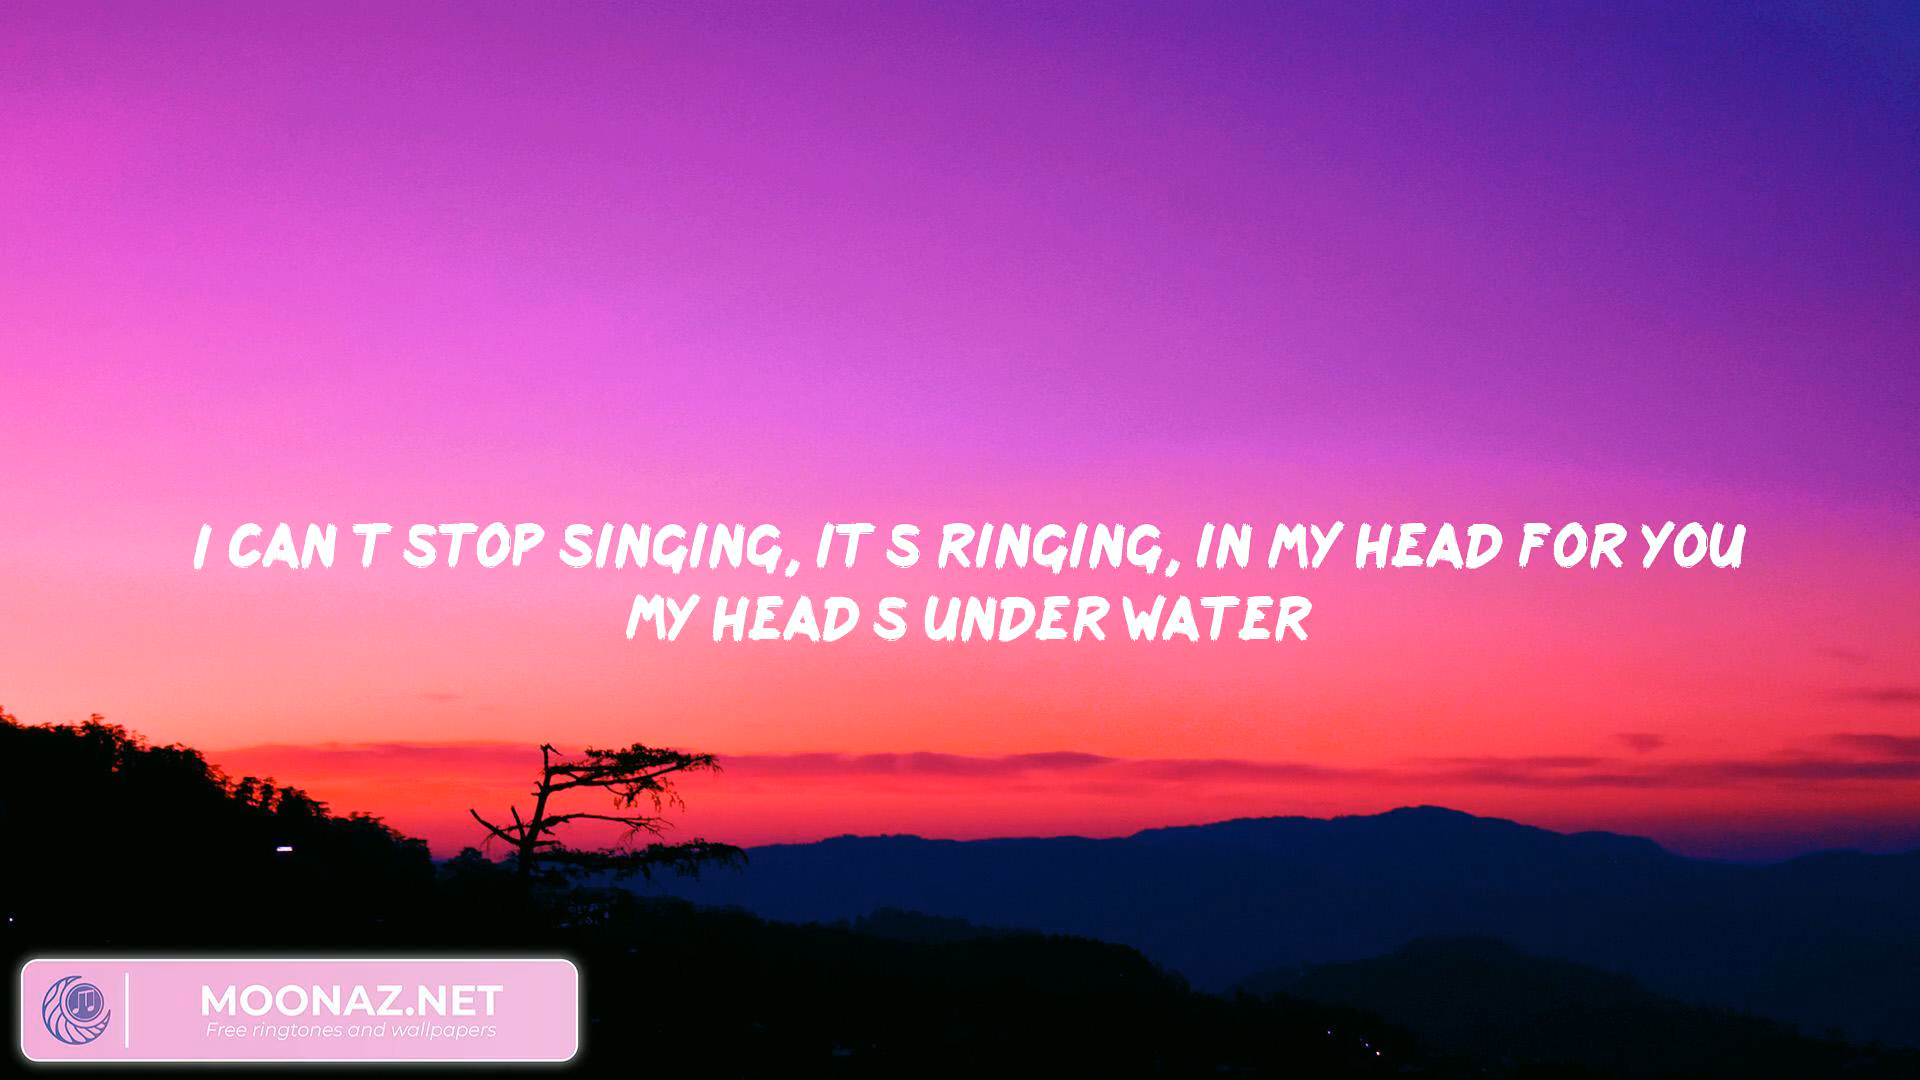 I CAN T STOP SINGING, IT S RINGING, IN MY HEAD FOR YOU
MY HEAD S UNDER WATER
MOONAZ.NET
Free ringtones and wallpapers